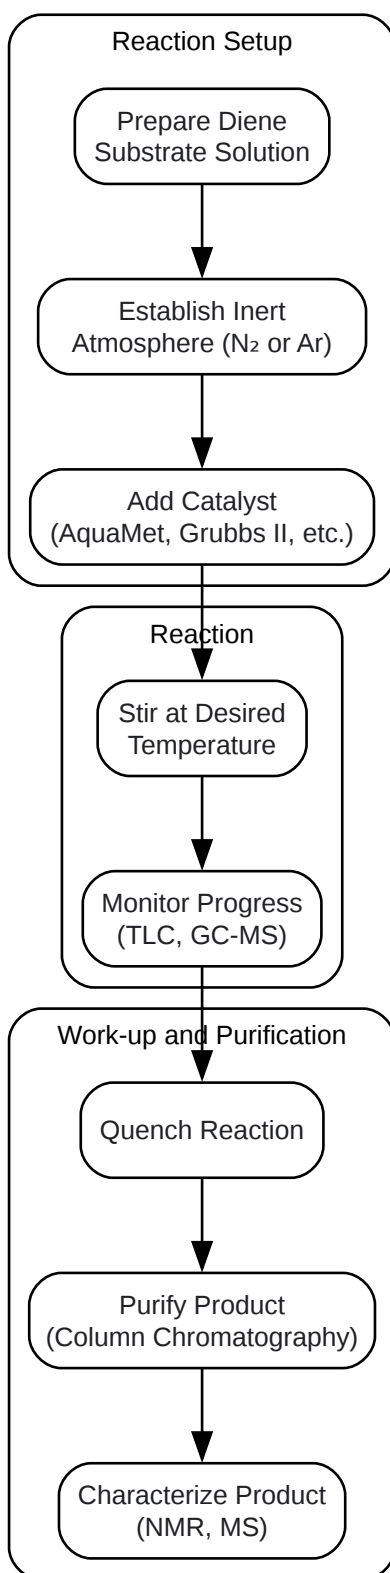 Reaction Setup
Prepare Diene
Substrate Solution
Establish Inert
Atmosphere (N₂ or Ar)
Add Catalyst
(AquaMet, Grubbs II, etc.)
Reaction
Stir at Desired
Temperature
Monitor Progress
(TLC, GC-MS)
Work-up and Purification
Quench Reaction
Purify Product
(Column Chromatography)
Characterize Product
(NMR, MS)